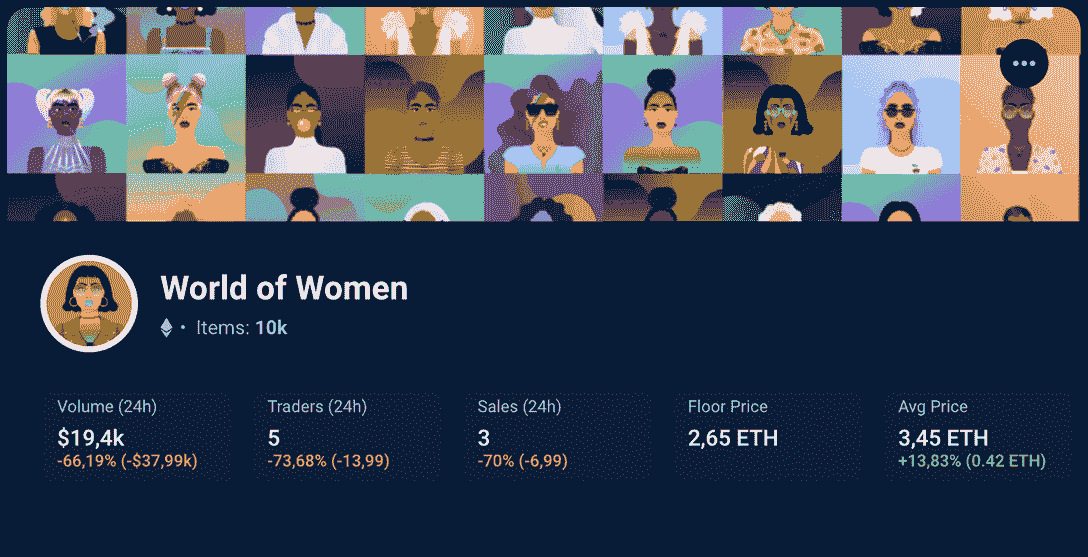 World of Women
• Items: 10k
Volume (24h)
$19,4k
-66,19% (-$37,99k)
Traders (24h)
5
-73,68% (-13,99)
Sales (24h)
3
-70% (-6,99)
Floor Price
2,65 ETH
Avg Price
3,45 ETH
+13,83% (0.42 ETH)